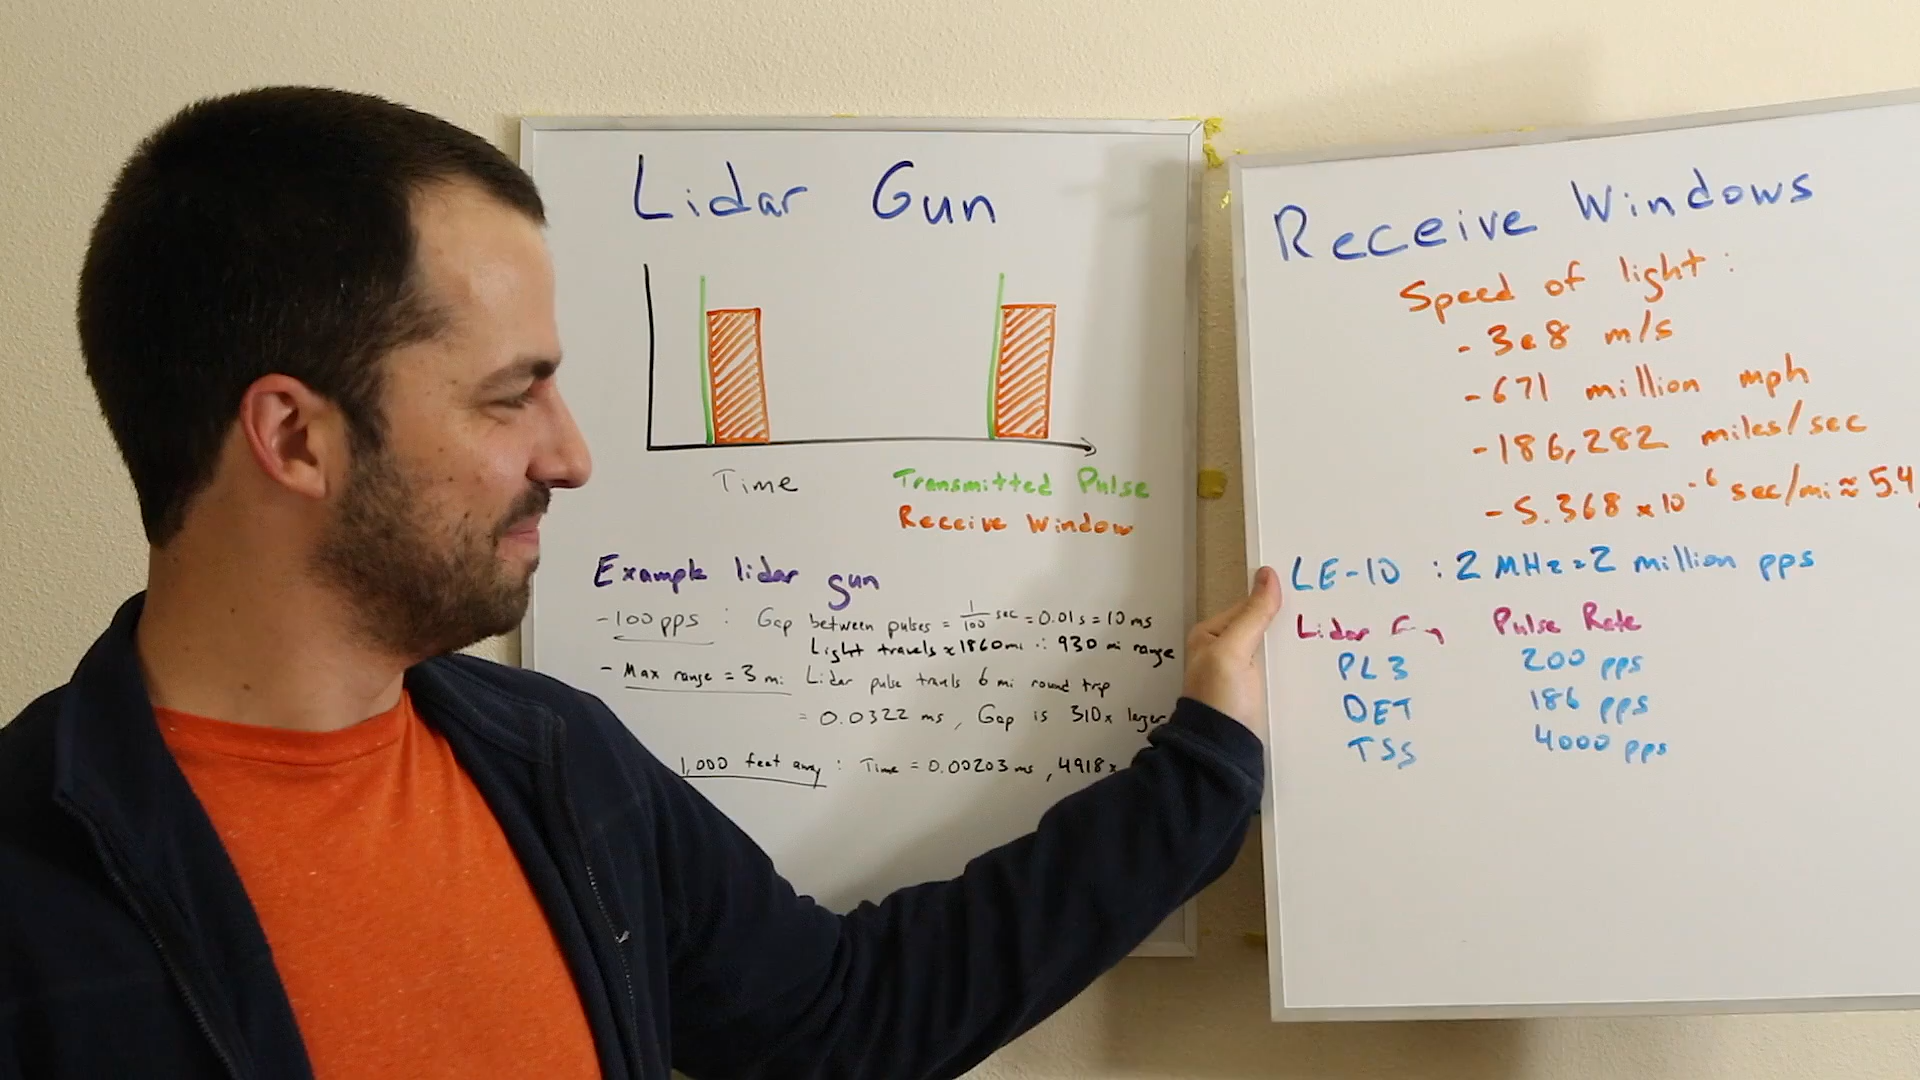 Lidar Gun
Time
Transmitted Pulse
Receive Window
Example lidar gun
- 100 pps : Gap between pulses = 1/100 sec = 0.01 s = 10 ms
Light travels ≈ 1860 mi ∴ 930 mi range
- Max range = 3 mi Lidar pulse travels 6 mi round trip
= 0.0322 ms, Gap is 310x larger
1,000 feet away : Time = 0.00203 ms, 4918x
Receive Windows
Speed of light :
- 3e8 m/s
- 671 million mph
- 186,282 miles/sec
- 5.368 x 10^-6 sec/mi ≈ 5.4
LE-10 : 2 MHz = 2 million pps
Lidar Pulse Rate
PL3 200 pps
DET 186 pps
TSS 4000 pps